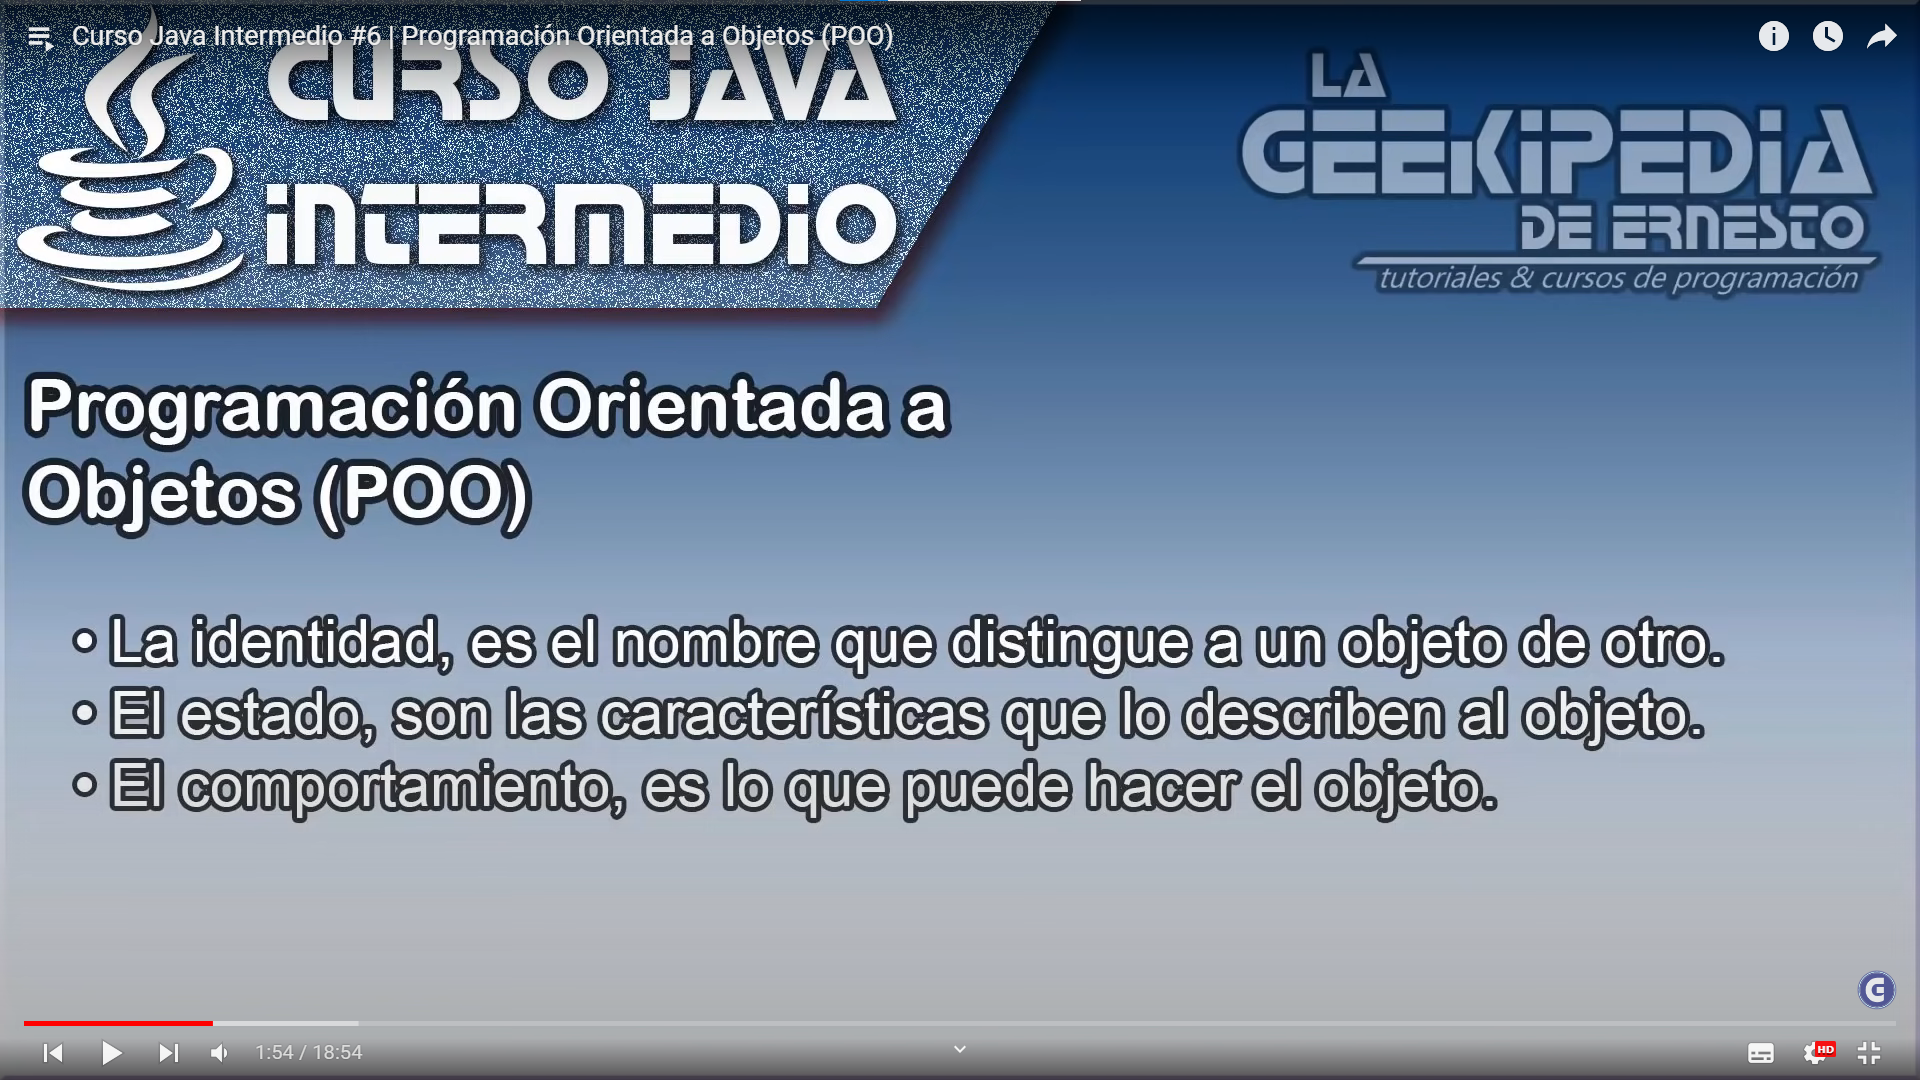 Curso Java Intermedio #6 | Programación Orientada a Objetos (POO)
CURSO JAVA
INTERMEDIO
LA
GEEKIPEDIA
DE ERNESTO
tutoriales & cursos de programación
Programación Orientada a
Objetos (POO)
• La identidad, es el nombre que distingue a un objeto de otro.
• El estado, son las características que lo describen al objeto.
• El comportamiento, es lo que puede hacer el objeto.
G
1:54 / 18:54
HD